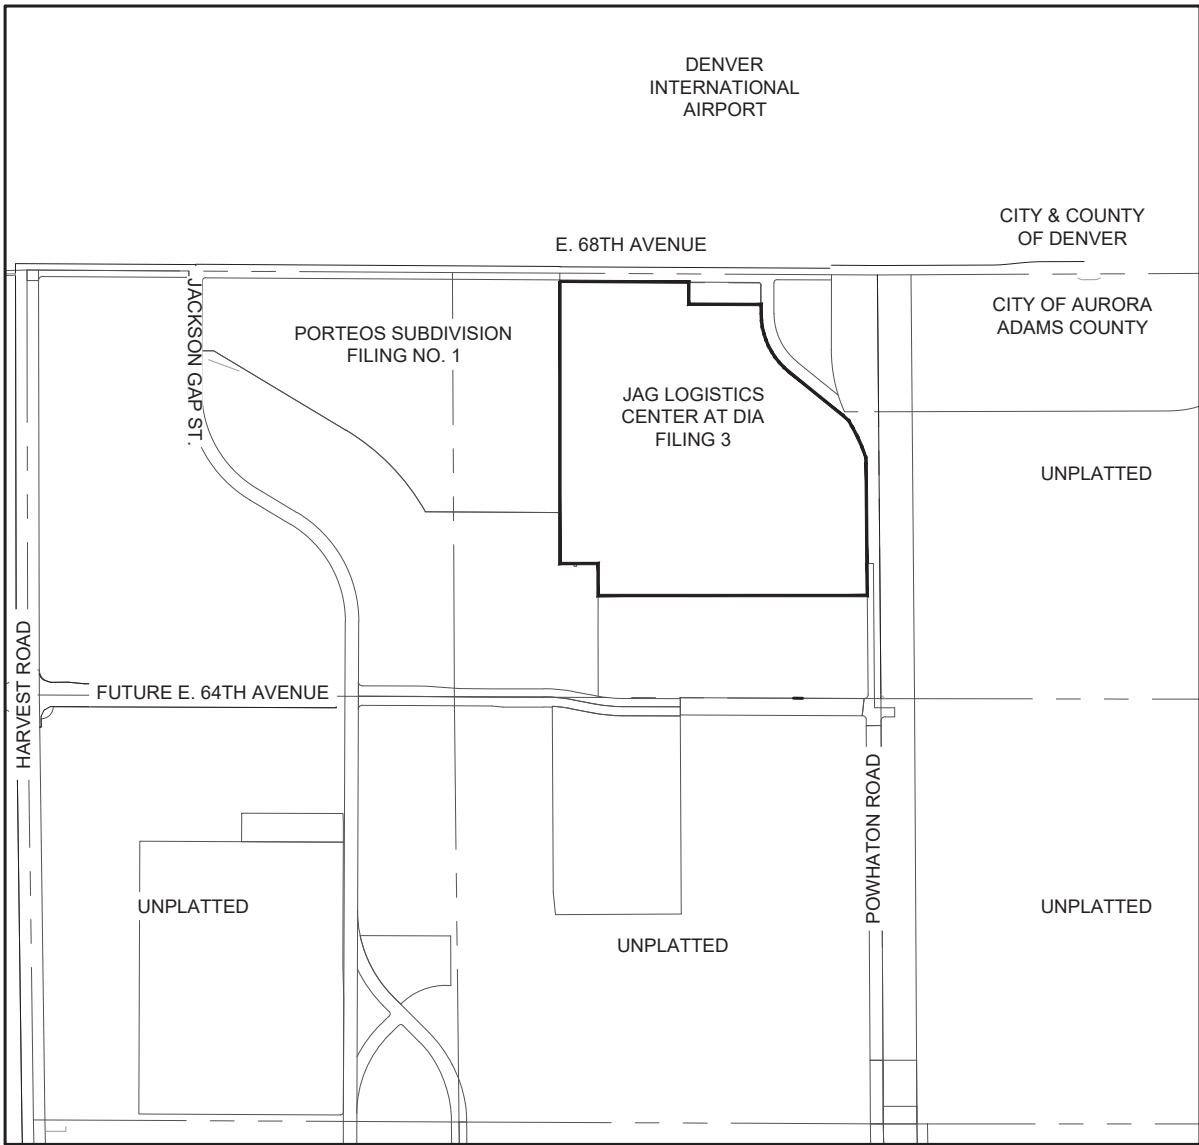 DENVER
INTERNATIONAL
AIRPORT
CITY & COUNTY
OF DENVER
E. 68TH AVENUE
CITY OF AURORA
ADAMS COUNTY
JACKSON GAP ST.
PORTEOS SUBDIVISION
FILING NO. 1
JAG LOGISTICS
CENTER AT DIA
FILING 3
UNPLATTED
HARVEST ROAD
FUTURE E. 64TH AVENUE
POWHATON ROAD
UNPLATTED
UNPLATTED
UNPLATTED